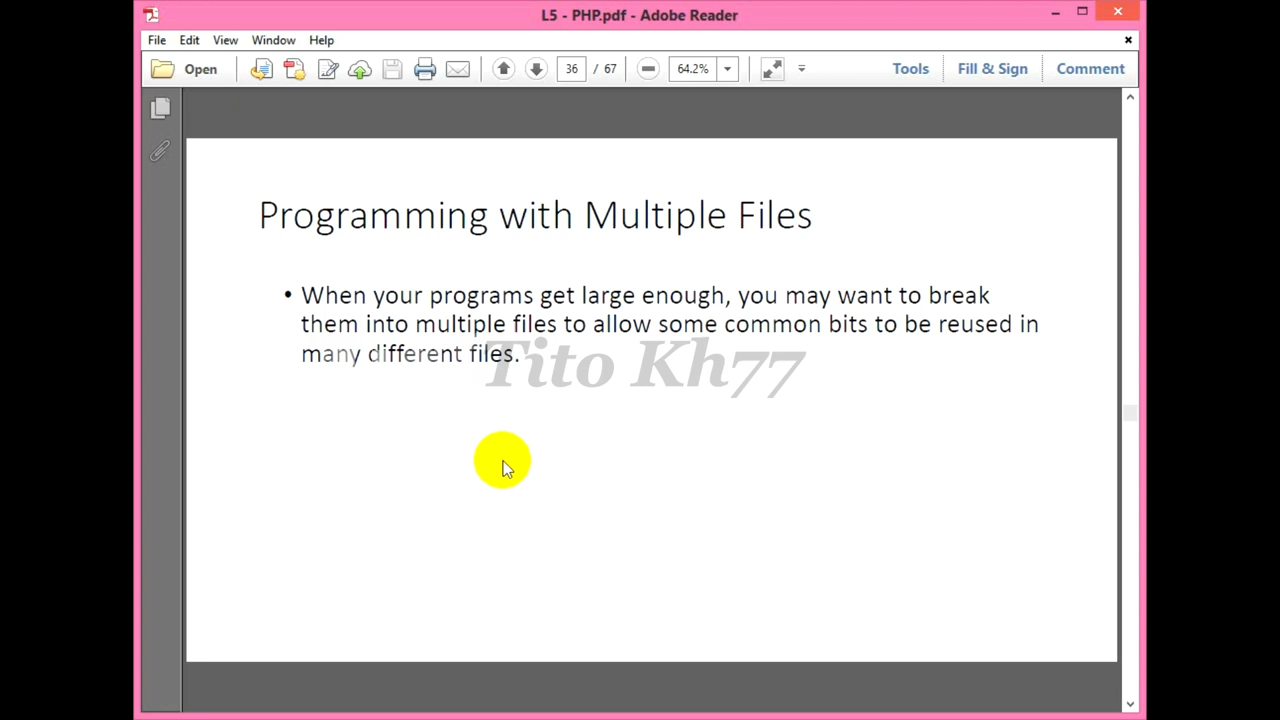 L5 - PHP.pdf - Adobe Reader
File Edit View Window Help
Open 36 / 67 64.2% Tools Fill & Sign Comment
Programming with Multiple Files
• When your programs get large enough, you may want to break
them into multiple files to allow some common bits to be reused in
many different files.
Tito Kh77